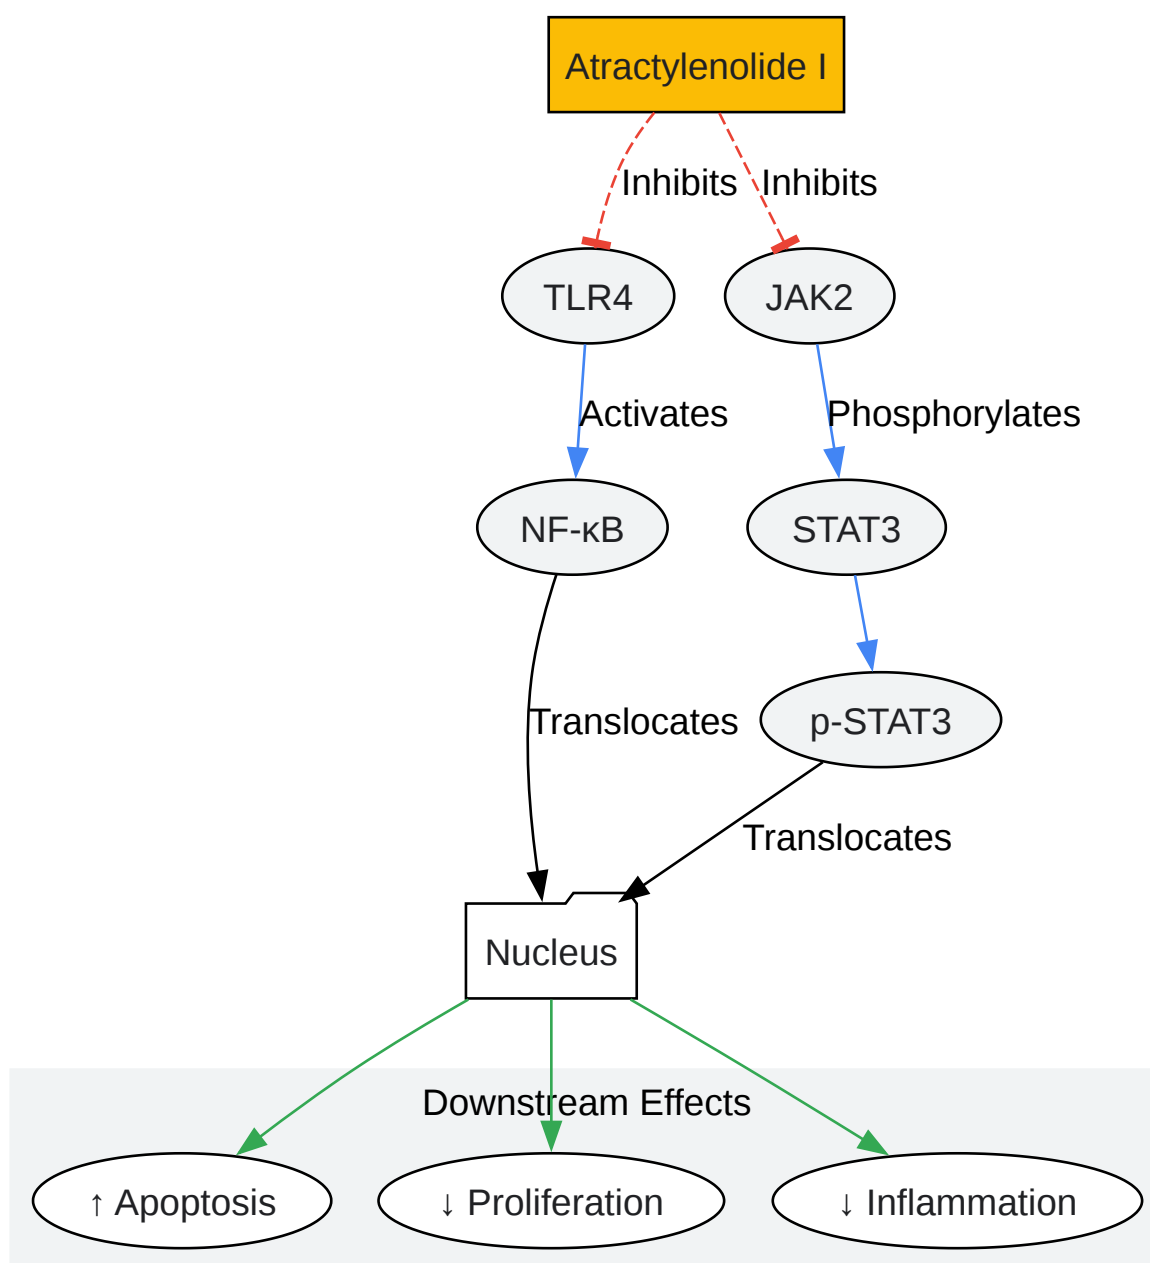 Atractylenolide I
Inhibits
Inhibits
TLR4
JAK2
Activates
Phosphorylates
NF-κB
STAT3
Translocates
p-STAT3
Translocates
Nucleus
Downstream Effects
↑ Apoptosis
↓ Proliferation
↓ Inflammation